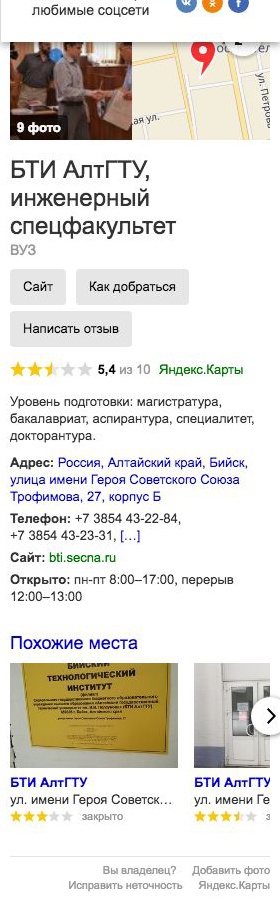 любимые соцсети
9 фото
ая ул.
ул. Петрово
БТИ АлтГТУ,
инженерный
спецфакультет
ВУЗ
Сайт
Как добраться
Написать отзыв
5,4 из 10 Яндекс.Карты
Уровень подготовки: магистратура,
бакалавриат, аспирантура, специалитет,
докторантура.
Адрес: Россия, Алтайский край, Бийск,
улица имени Героя Советского Союза
Трофимова, 27, корпус Б
Телефон: +7 3854 43-22-84,
+7 3854 43-23-31, [...]
Сайт: bti.secna.ru
Открыто: пн-пт 8:00–17:00, перерыв
12:00–13:00
Похожие места
БИЙСКИЙ
ТЕХНОЛОГИЧЕСКИЙ
ИНСТИТУТ
БТИ АлтГТУ
ул. имени Героя Советск...
закрыто
БТИ АлтГТУ
ул. имени Ге
з
Вы владелец? Добавить фото
Исправить неточность Яндекс.Карты